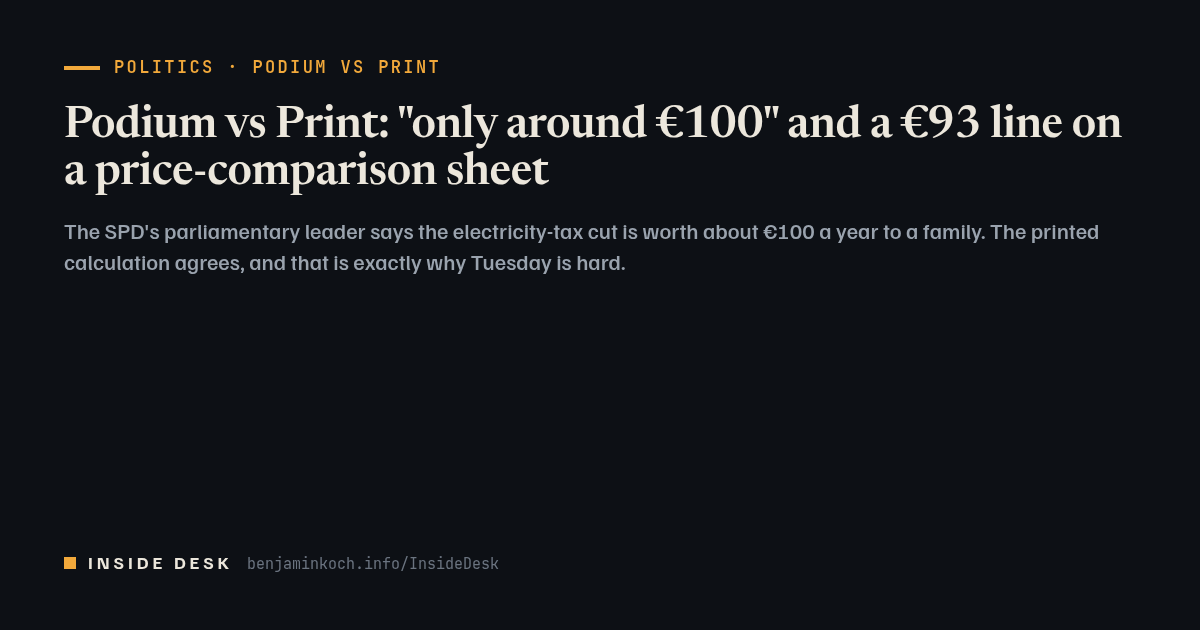 POLITICS · PODIUM VS PRINT
Podium vs Print: "only around €100" and a €93 line on
a price-comparison sheet
The SPD's parliamentary leader says the electricity-tax cut is worth about €100 a year to a family. The printed
calculation agrees, and that is exactly why Tuesday is hard.
INSIDE DESK benjaminkoch.info/InsideDesk